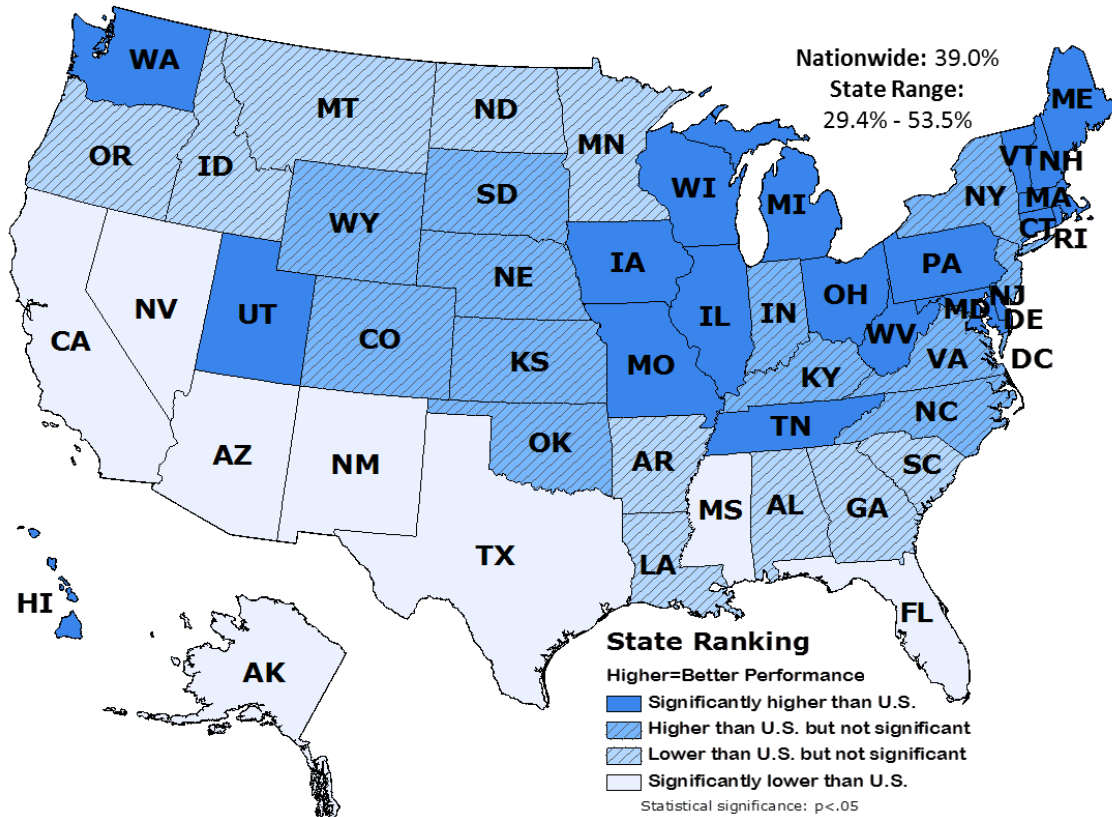 WA
MT
ND
MN
Nationwide: 39.0%
State Range:
29.4% - 53.5%
ME
OR
ID
WY
SD
WI
MI
NY
VT
NH
MA
CT
RI
NV
UT
CO
NE
IA
IL
IN
OH
PA
NJ
MD
DE
DC
CA
KS
MO
KY
WV
VA
AZ
NM
OK
AR
TN
NC
SC
TX
LA
MS
AL
GA
FL
HI
AK
State Ranking
Higher=Better Performance
Significantly higher than U.S.
Higher than U.S. but not significant
Lower than U.S. but not significant
Significantly lower than U.S.
Statistical significance: p<.05